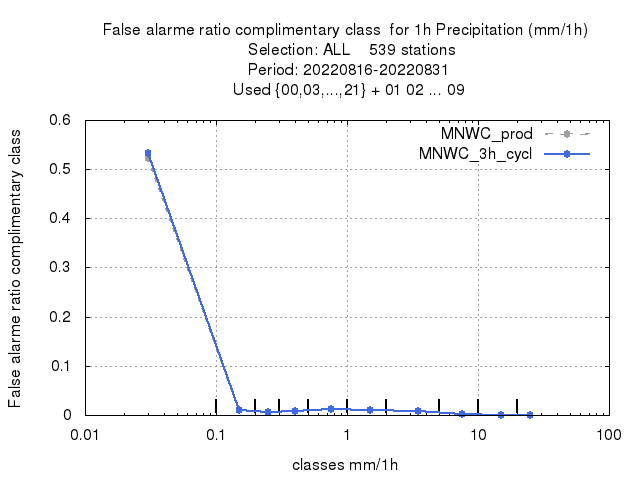 False alarme ratio complimentary class  for 1h Precipitation (mm/1h)
Selection: ALL    539 stations
Period: 20220816-20220831
Used {00,03,...,21} + 01 02 ... 09
MNWC_prod
MNWC_3h_cycl
False alarme ratio complimentary class
0.6
0.5
0.4
0.3
0.2
0.1
0
0.01
0.1
1
10
100
classes mm/1h